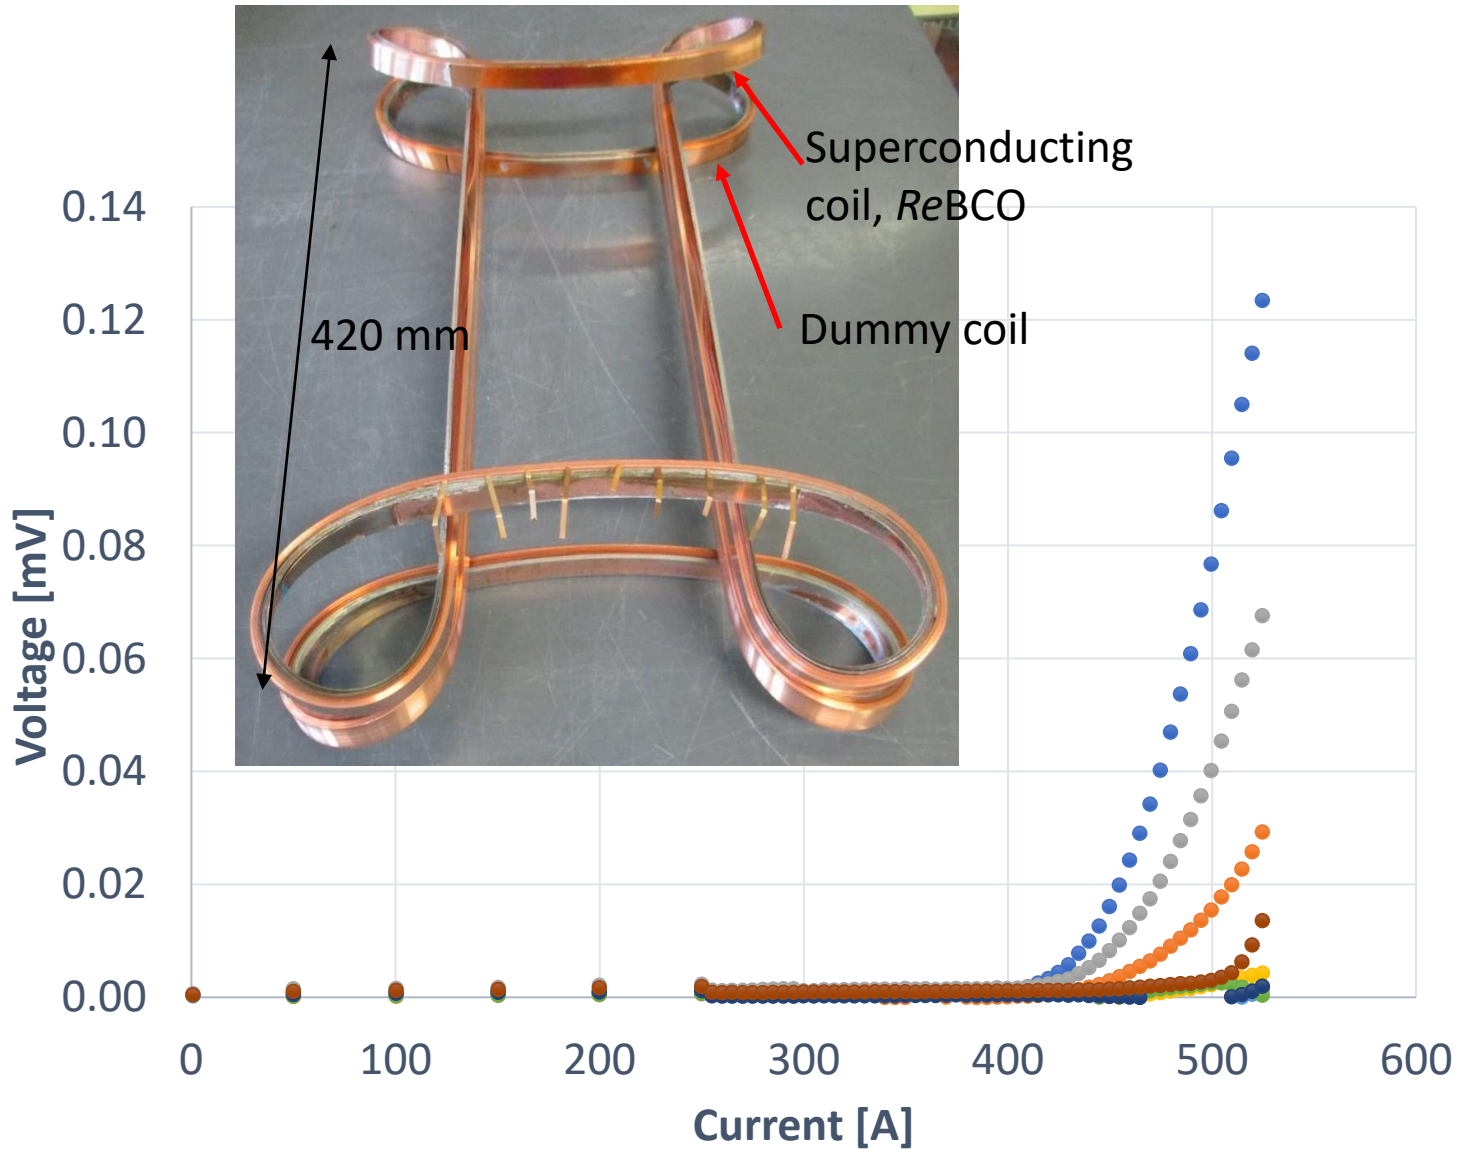 Superconducting
coil, ReBCO
Dummy coil
420 mm
0.14
0.12
0.10
0.08
0.06
0.04
0.02
0.00
Voltage [mV]
0 100 200 300 400 500 600
Current [A]